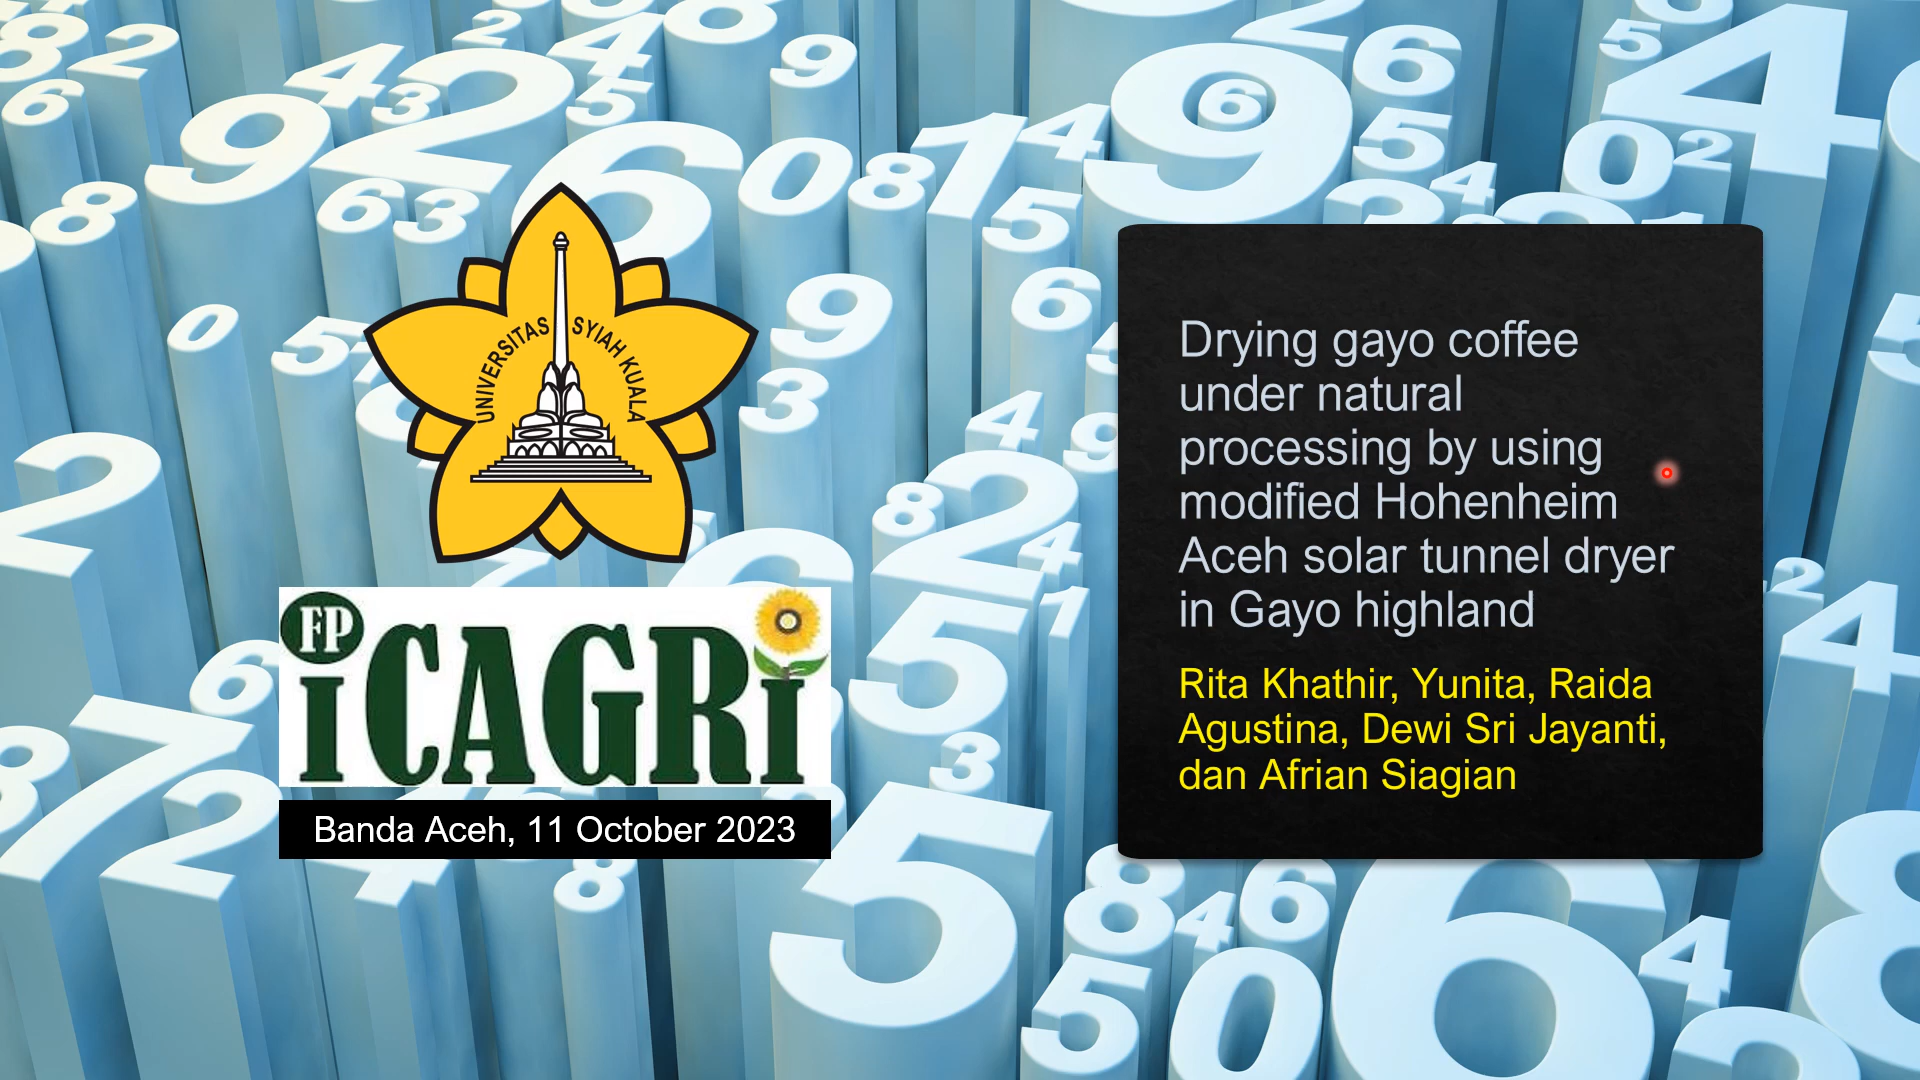 UNIVERSITAS SYIAH KUALA
FP
iCAGRi
Banda Aceh, 11 October 2023
Drying gayo coffee
under natural
processing by using
modified Hohenheim
Aceh solar tunnel dryer
in Gayo highland
Rita Khathir, Yunita, Raida
Agustina, Dewi Sri Jayanti,
dan Afrian Siagian